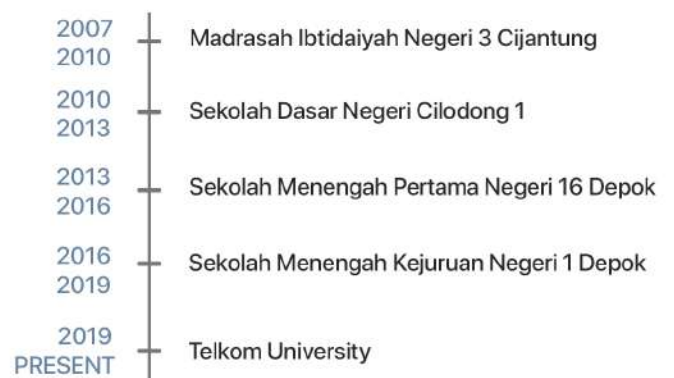 2007
2010
Madrasah Ibtidaiyah Negeri 3 Cijantung
2010
2013
Sekolah Dasar Negeri Cilodong 1
2013
2016
Sekolah Menengah Pertama Negeri 16 Depok
2016
2019
Sekolah Menengah Kejuruan Negeri 1 Depok
2019
PRESENT
Telkom University